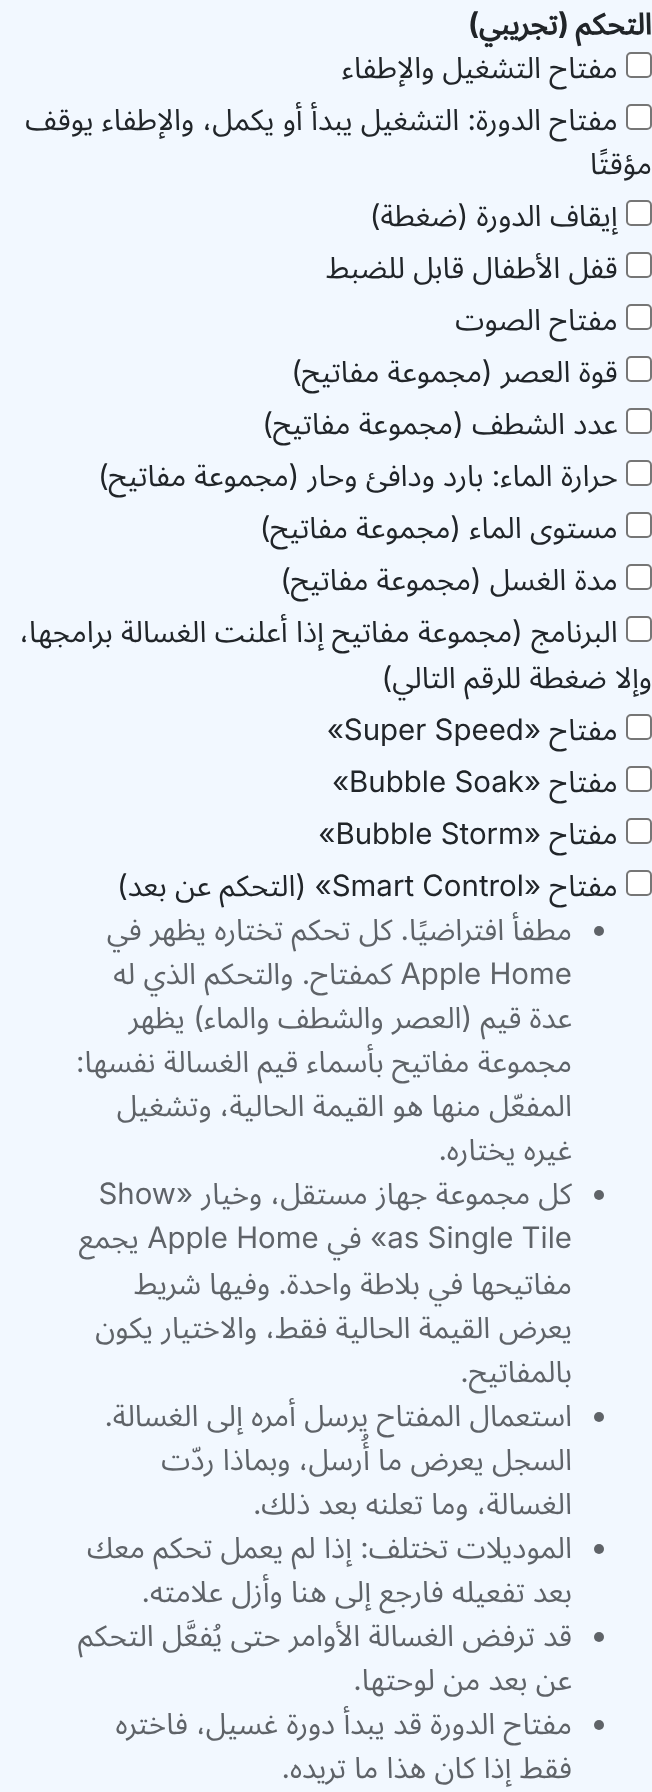 التحكم (تجريبي)
مفتاح التشغيل والإطفاء
مفتاح الدورة: التشغيل يبدأ أو يكمل، والإطفاء يوقف
مؤقتًا
إيقاف الدورة (ضغطة)
قفل الأطفال قابل للضبط
مفتاح الصوت
قوة العصر (مجموعة مفاتيح)
عدد الشطف (مجموعة مفاتيح)
حرارة الماء: بارد ودافئ وحار (مجموعة مفاتيح)
مستوى الماء (مجموعة مفاتيح)
مدة الغسل (مجموعة مفاتيح)
البرنامج (مجموعة مفاتيح إذا أعلنت الغسالة برامجها،
وإلا ضغطة للرقم التالي)
مفتاح «Super Speed»
مفتاح «Bubble Soak»
مفتاح «Bubble Storm»
مفتاح «Smart Control» (التحكم عن بعد)
• مطفأ افتراضيًا. كل تحكم تختاره يظهر في
Apple Home كمفتاح. والتحكم الذي له
عدة قيم (العصر والشطف والماء) يظهر
مجموعة مفاتيح بأسماء قيم الغسالة نفسها:
المفعّل منها هو القيمة الحالية، وتشغيل
غيره يختاره.
• كل مجموعة جهاز مستقل، وخيار «Show
as Single Tile» في Apple Home يجمع
مفاتيحها في بلاطة واحدة. وفيها شريط
يعرض القيمة الحالية فقط، والاختيار يكون
بالمفاتيح.
• استعمال المفتاح يرسل أمره إلى الغسالة.
السجل يعرض ما أُرسل، وبماذا ردّت
الغسالة، وما تعلنه بعد ذلك.
• الموديلات تختلف: إذا لم يعمل تحكم معك
بعد تفعيله فارجع إلى هنا وأزل علامته.
• قد ترفض الغسالة الأوامر حتى يُفعَّل التحكم
عن بعد من لوحتها.
• مفتاح الدورة قد يبدأ دورة غسيل، فاختره
فقط إذا كان هذا ما تريده.